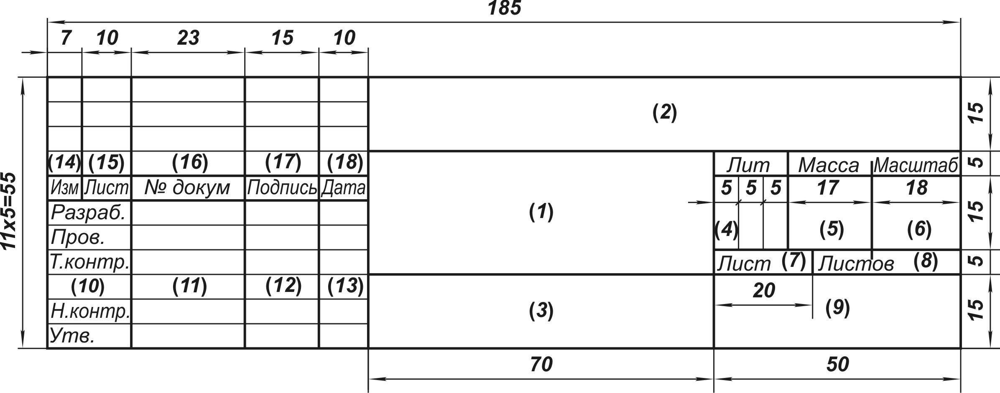 185
7 10 23 15 10
(2)
15
(14) (15) (16) (17) (18)
Лит Масса Масштаб
5
Изм Лист № докум Подпись Дата
5 5 5 17 18
11x5=55
Разраб.
(1)
15
Пров.
(4) (5) (6)
Т.контр.
Лист (7) Листов (8)
5
(10) (11) (12) (13)
20
Н.контр.
(3)
(9)
15
Утв.
70 50